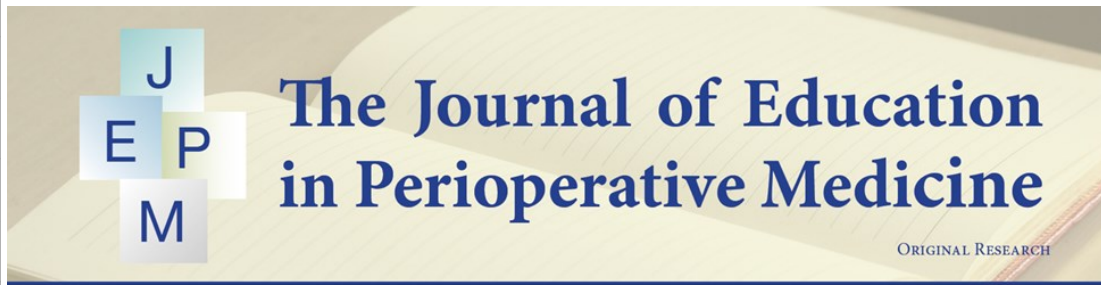 J
E P
M
The Journal of Education
in Perioperative Medicine
ORIGINAL RESEARCH